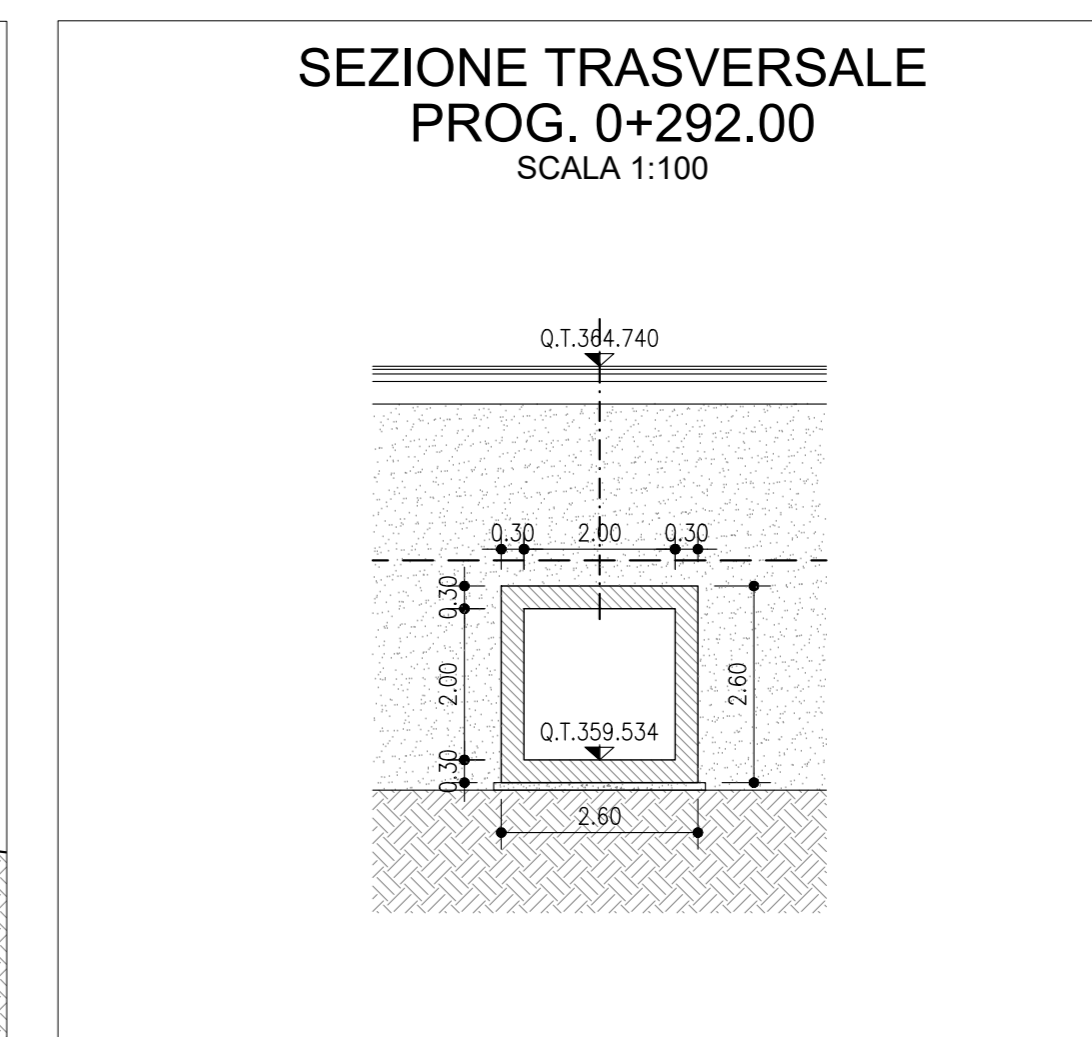 SEZIONE TRASVERSALE
PROG. 0+292.00
SCALA 1:100
Q.T.364.740
0.30 2.00 0.30
0.30
2.00
2.60
Q.T.359.534
0.30
2.60